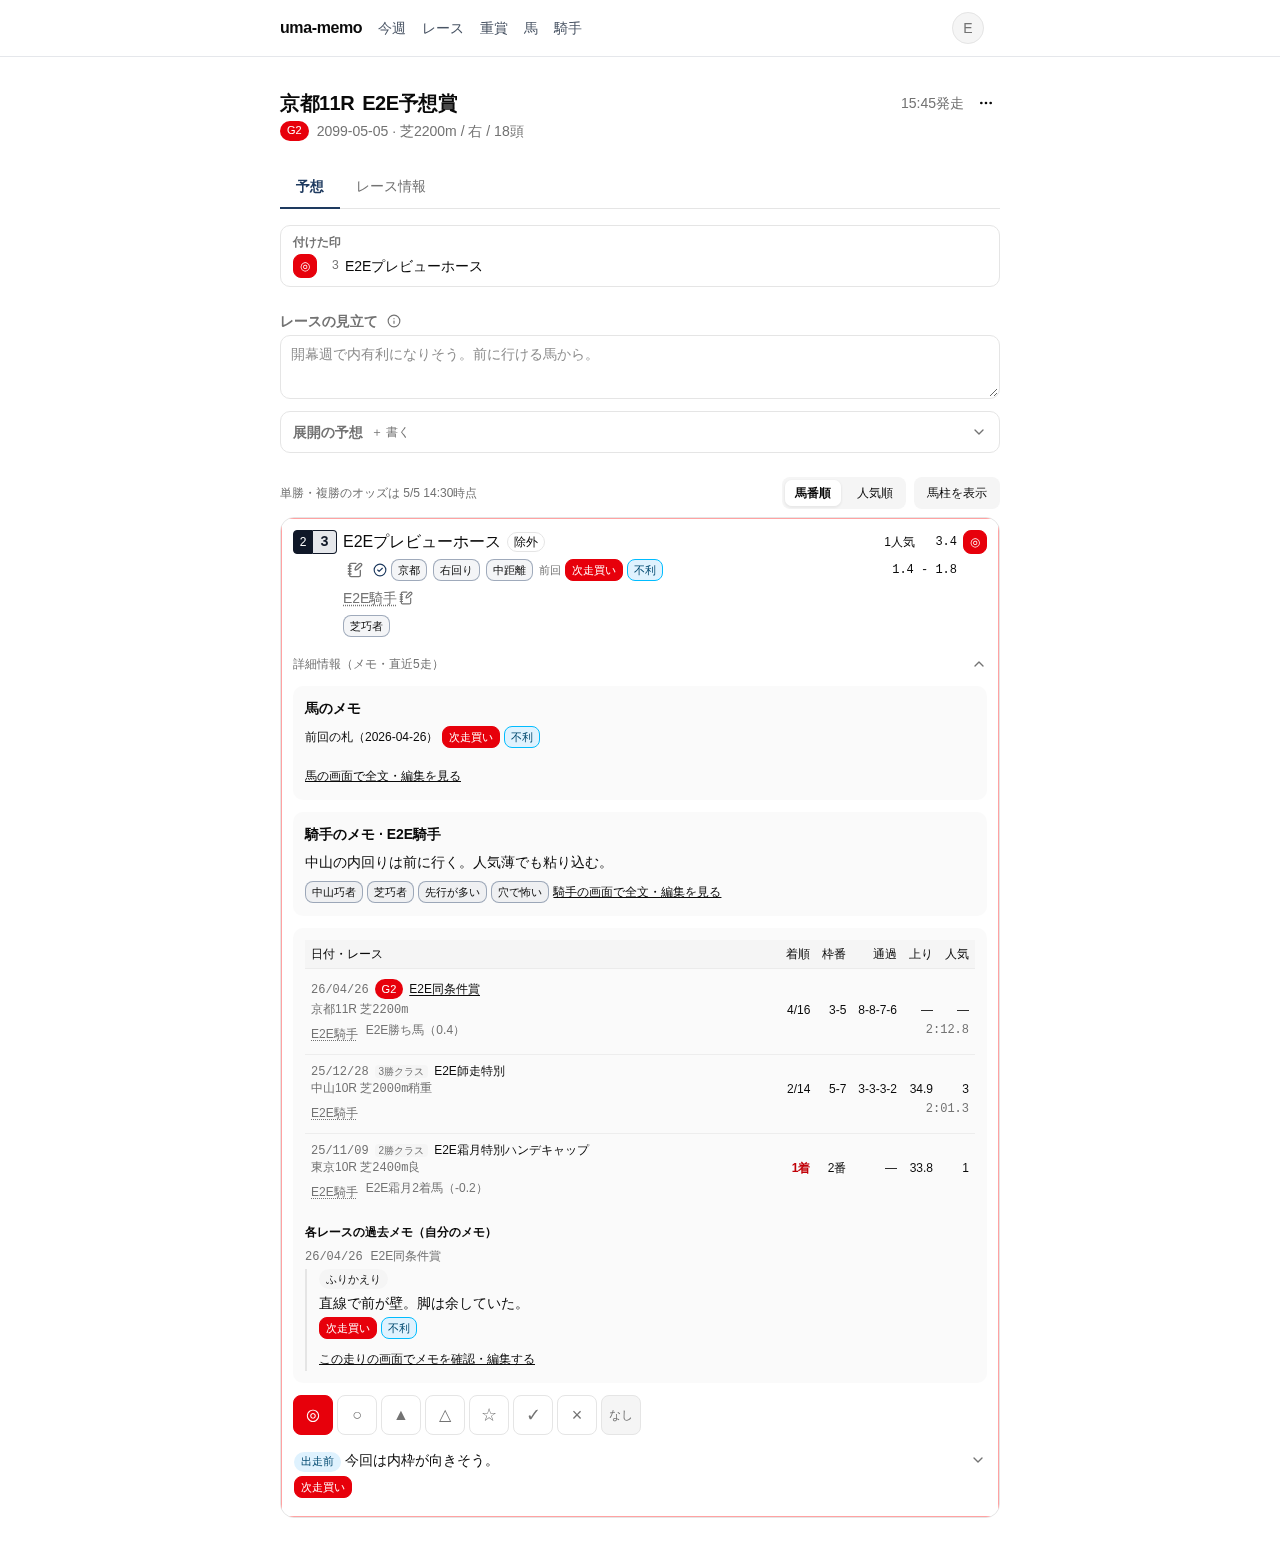 uma-memo 今週 レース 重賞 馬 騎手 E
京都11R E2E予想賞 15:45発走 …
G2 2099-05-05 · 芝2200m / 右 / 18頭
予想 レース情報
付けた印
◎ 3 E2Eプレビューホース
レースの見立て
開幕週で内有利になりそう。前に行ける馬から。
展開の予想 + 書く
単勝・複勝のオッズは 5/5 14:30時点 馬番順 人気順 馬柱を表示
2 3 E2Eプレビューホース 除外 1人気 3.4 ◎
京都 右回り 中距離 前回 次走買い 不利 1.4 - 1.8
E2E騎手
芝巧者
詳細情報（メモ・直近5走）
馬のメモ
前回の札（2026-04-26） 次走買い 不利
馬の画面で全文・編集を見る
騎手のメモ · E2E騎手
中山の内回りは前に行く。人気薄でも粘り込む。
中山巧者 芝巧者 先行が多い 穴で怖い 騎手の画面で全文・編集を見る
日付・レース 着順 枠番 通過 上り 人気
26/04/26 G2 E2E同条件賞
京都11R 芝2200m 4/16 3-5 8-8-7-6 — —
E2E騎手 E2E勝ち馬（0.4） 2:12.8
25/12/28 3勝クラス E2E師走特別
中山10R 芝2000m稍重 2/14 5-7 3-3-3-2 34.9 3
E2E騎手 2:01.3
25/11/09 2勝クラス E2E霜月特別ハンデキャップ
東京10R 芝2400m良 1着 2番 — 33.8 1
E2E騎手 E2E霜月2着馬（-0.2）
各レースの過去メモ（自分のメモ）
26/04/26 E2E同条件賞
ふりかえり
直線で前が壁。脚は余していた。
次走買い 不利
この走りの画面でメモを確認・編集する
◎ ○ ▲ △ ☆ ✓ × なし
出走前 今回は内枠が向きそう。
次走買い